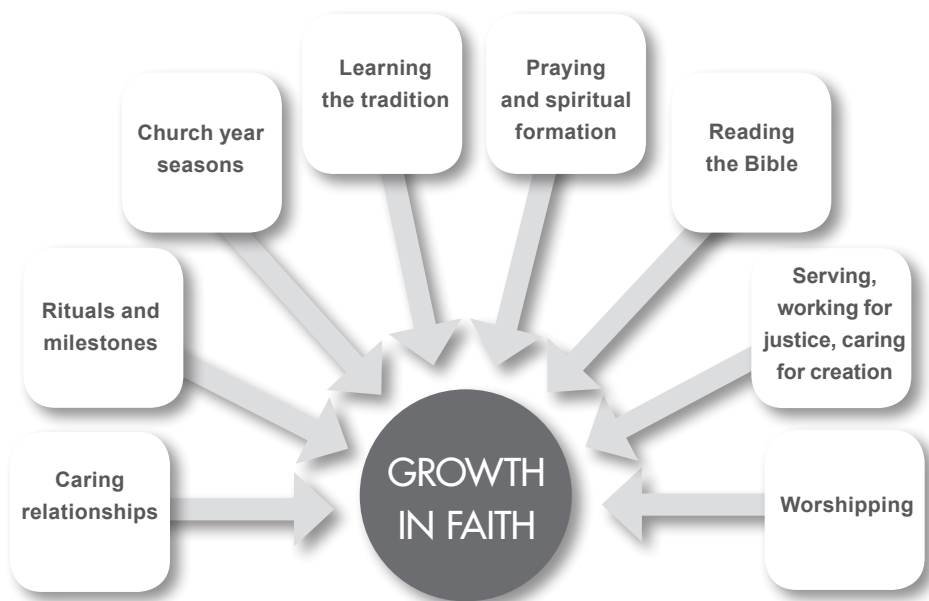 Learning
the tradition
Praying
and spiritual
formation
Church year
seasons
Reading
the Bible
Rituals and
milestones
Serving,
working for
justice, caring
for creation
Caring
relationships
GROWTH
IN FAITH
Worshipping